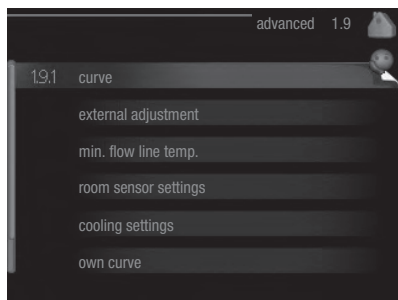 advanced 1.9
1.9.1 curve
external adjustment
min. flow line temp.
room sensor settings
cooling settings
own curve